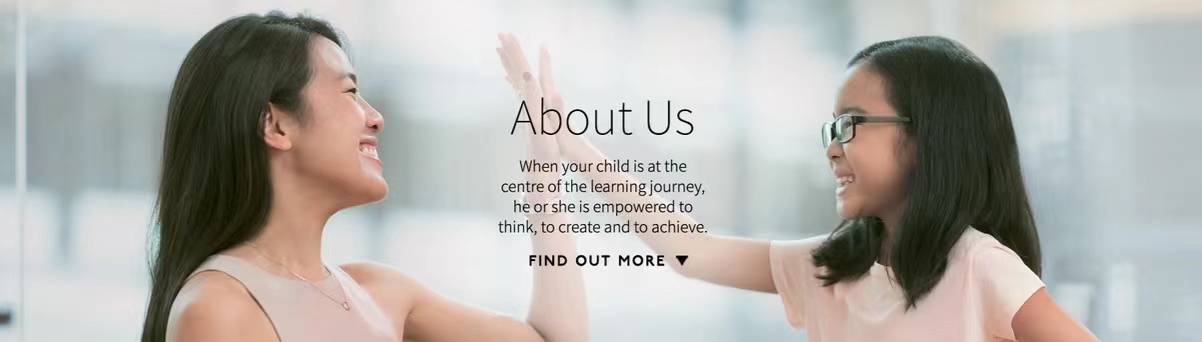 About Us
When your child is at the
centre of the learning journey,
he or she is empowered to
think, to create and to achieve.
FIND OUT MORE ▼